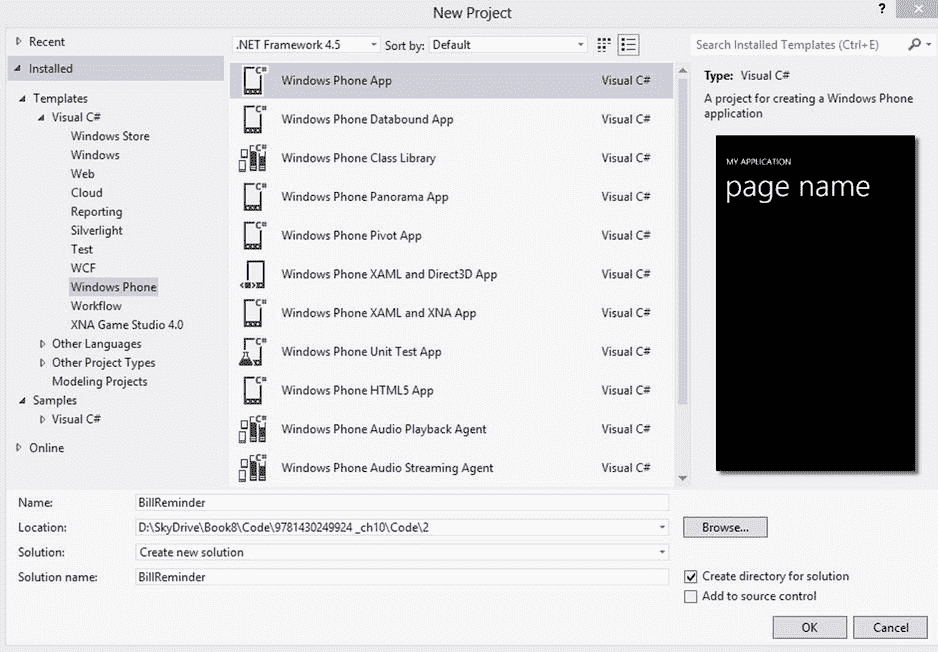 New Project
?
Recent
Installed
Templates
Visual C#
Windows Store
Windows
Web
Cloud
Reporting
Silverlight
Test
WCF
Windows Phone
Workflow
XNA Game Studio 4.0
Other Languages
Other Project Types
Modeling Projects
Samples
Visual C#
Online
.NET Framework 4.5 Sort by: Default
Windows Phone App Visual C#
Windows Phone Databound App Visual C#
Windows Phone Class Library Visual C#
Windows Phone Panorama App Visual C#
Windows Phone Pivot App Visual C#
Windows Phone XAML and Direct3D App Visual C#
Windows Phone XAML and XNA App Visual C#
Windows Phone Unit Test App Visual C#
Windows Phone HTML5 App Visual C#
Windows Phone Audio Playback Agent Visual C#
Windows Phone Audio Streaming Agent Visual C#
Search Installed Templates (Ctrl+E)
Type: Visual C#
A project for creating a Windows Phone
application
MY APPLICATION
page name
Name: BillReminder
Location: D:\SkyDrive\Book8\Code\9781430249924 _ch10\Code\2
Browse...
Solution: Create new solution
Solution name: BillReminder
Create directory for solution
Add to source control
OK Cancel